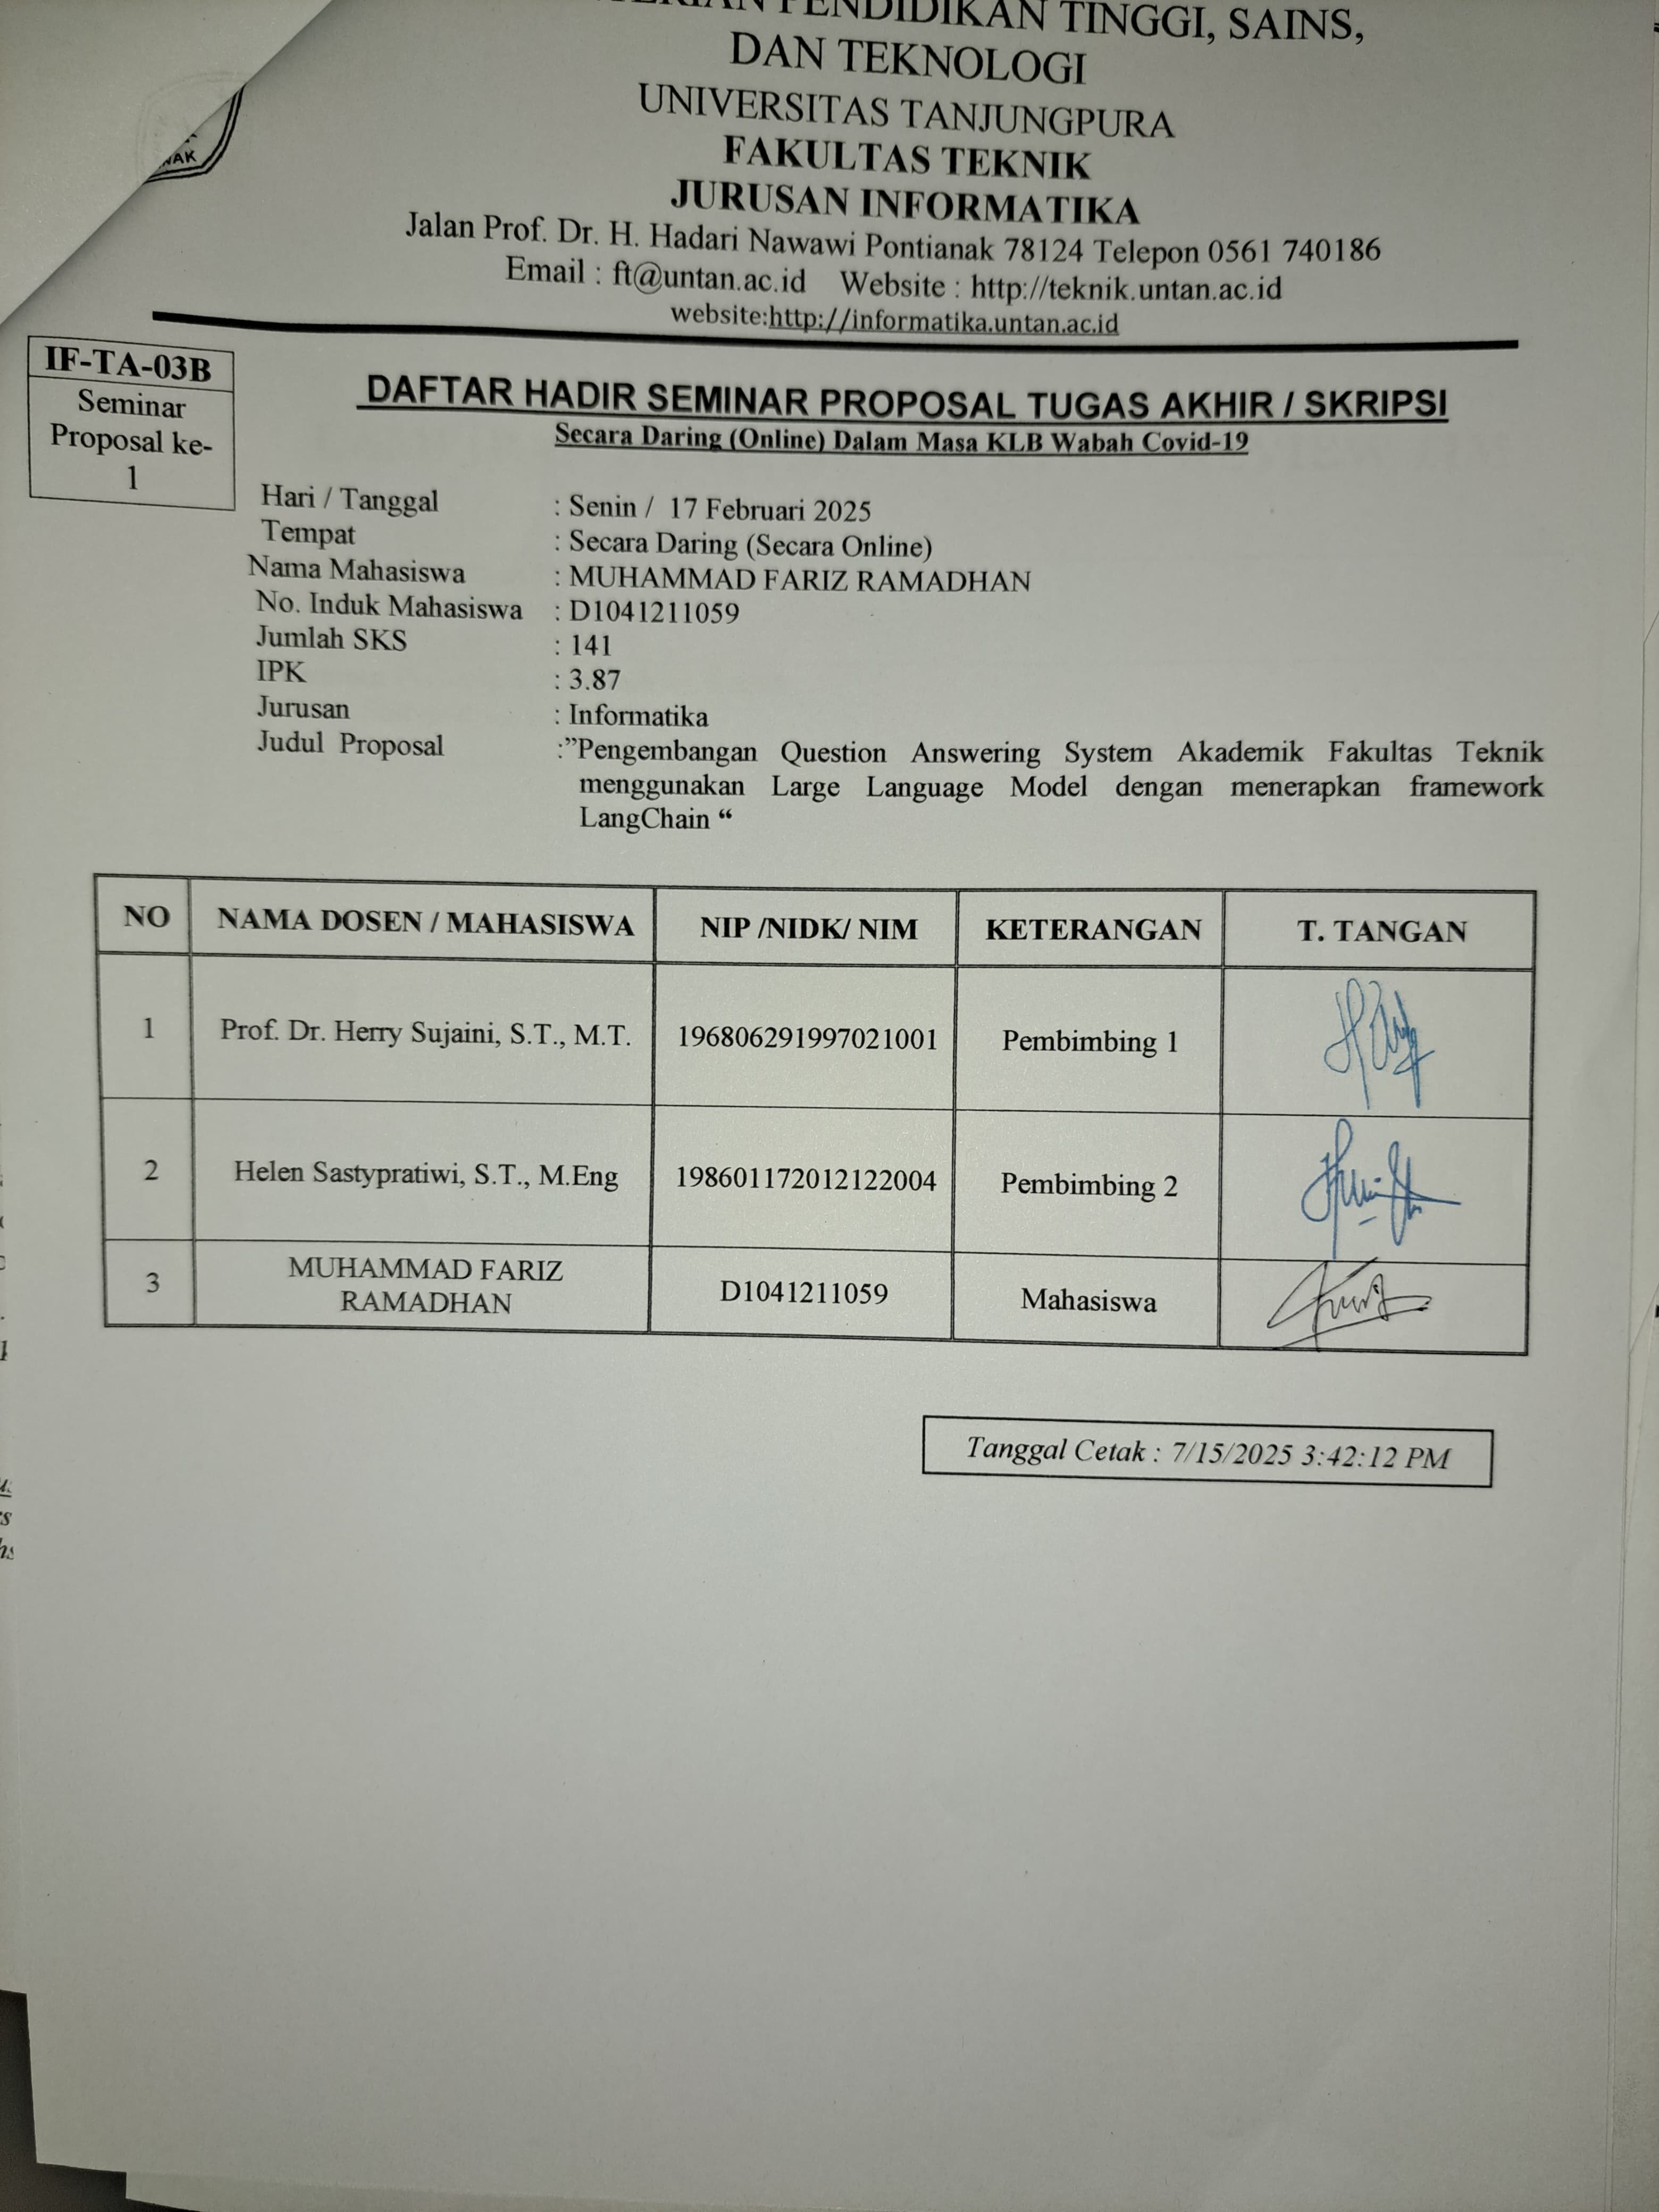 PENDIDIKAN TINGGI, SAINS,
DAN TEKNOLOGI
UNIVERSITAS TANJUNGPURA
FAKULTAS TEKNIK
JURUSAN INFORMATIKA
Jalan Prof. Dr. H. Hadari Nawawi Pontianak 78124 Telepon 0561 740186
Email : ft@untan.ac.id Website : http://teknik.untan.ac.id
website:http://informatika.untan.ac.id
IF-TA-03B
Seminar
Proposal ke-
1
DAFTAR HADIR SEMINAR PROPOSAL TUGAS AKHIR / SKRIPSI
Secara Daring (Online) Dalam Masa KLB Wabah Covid-19
Hari / Tanggal : Senin / 17 Februari 2025
Tempat : Secara Daring (Secara Online)
Nama Mahasiswa : MUHAMMAD FARIZ RAMADHAN
No. Induk Mahasiswa : D1041211059
Jumlah SKS : 141
IPK : 3.87
Jurusan : Informatika
Judul Proposal :”Pengembangan Question Answering System Akademik Fakultas Teknik
menggunakan Large Language Model dengan menerapkan framework
LangChain “
NO NAMA DOSEN / MAHASISWA NIP /NIDK/ NIM KETERANGAN T. TANGAN
1 Prof. Dr. Herry Sujaini, S.T., M.T. 196806291997021001 Pembimbing 1
2 Helen Sastypratiwi, S.T., M.Eng 198601172012122004 Pembimbing 2
3 MUHAMMAD FARIZ
RAMADHAN D1041211059 Mahasiswa
Tanggal Cetak : 7/15/2025 3:42:12 PM